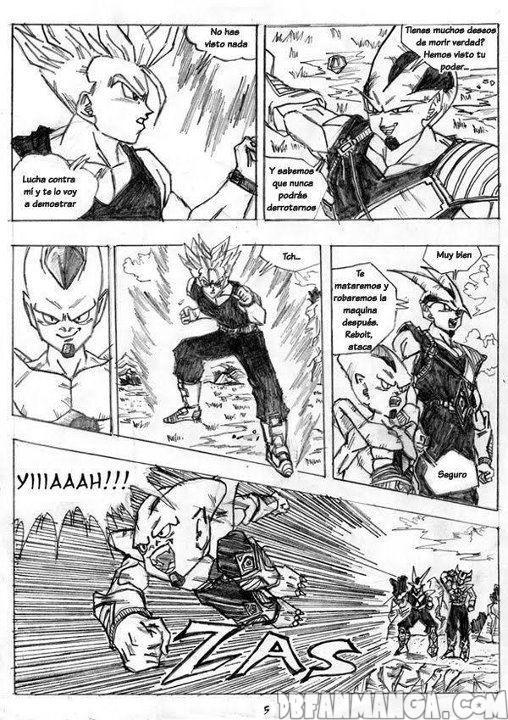 No has
visto nada
Lucha contra
mí y te lo voy
a demostrar
Tienes muchos deseos
de morir verdad?
Hemos visto tu
poder...
Y sabemos
que nunca
podrás
derrotarnos
Tch...
Muy bien
Te
mataremos y
robaremos la
maquina
después.
Reboit,
ataca
Seguro
YIIIAAAH!!!
ZAS
5
DBFANMANGA.COM